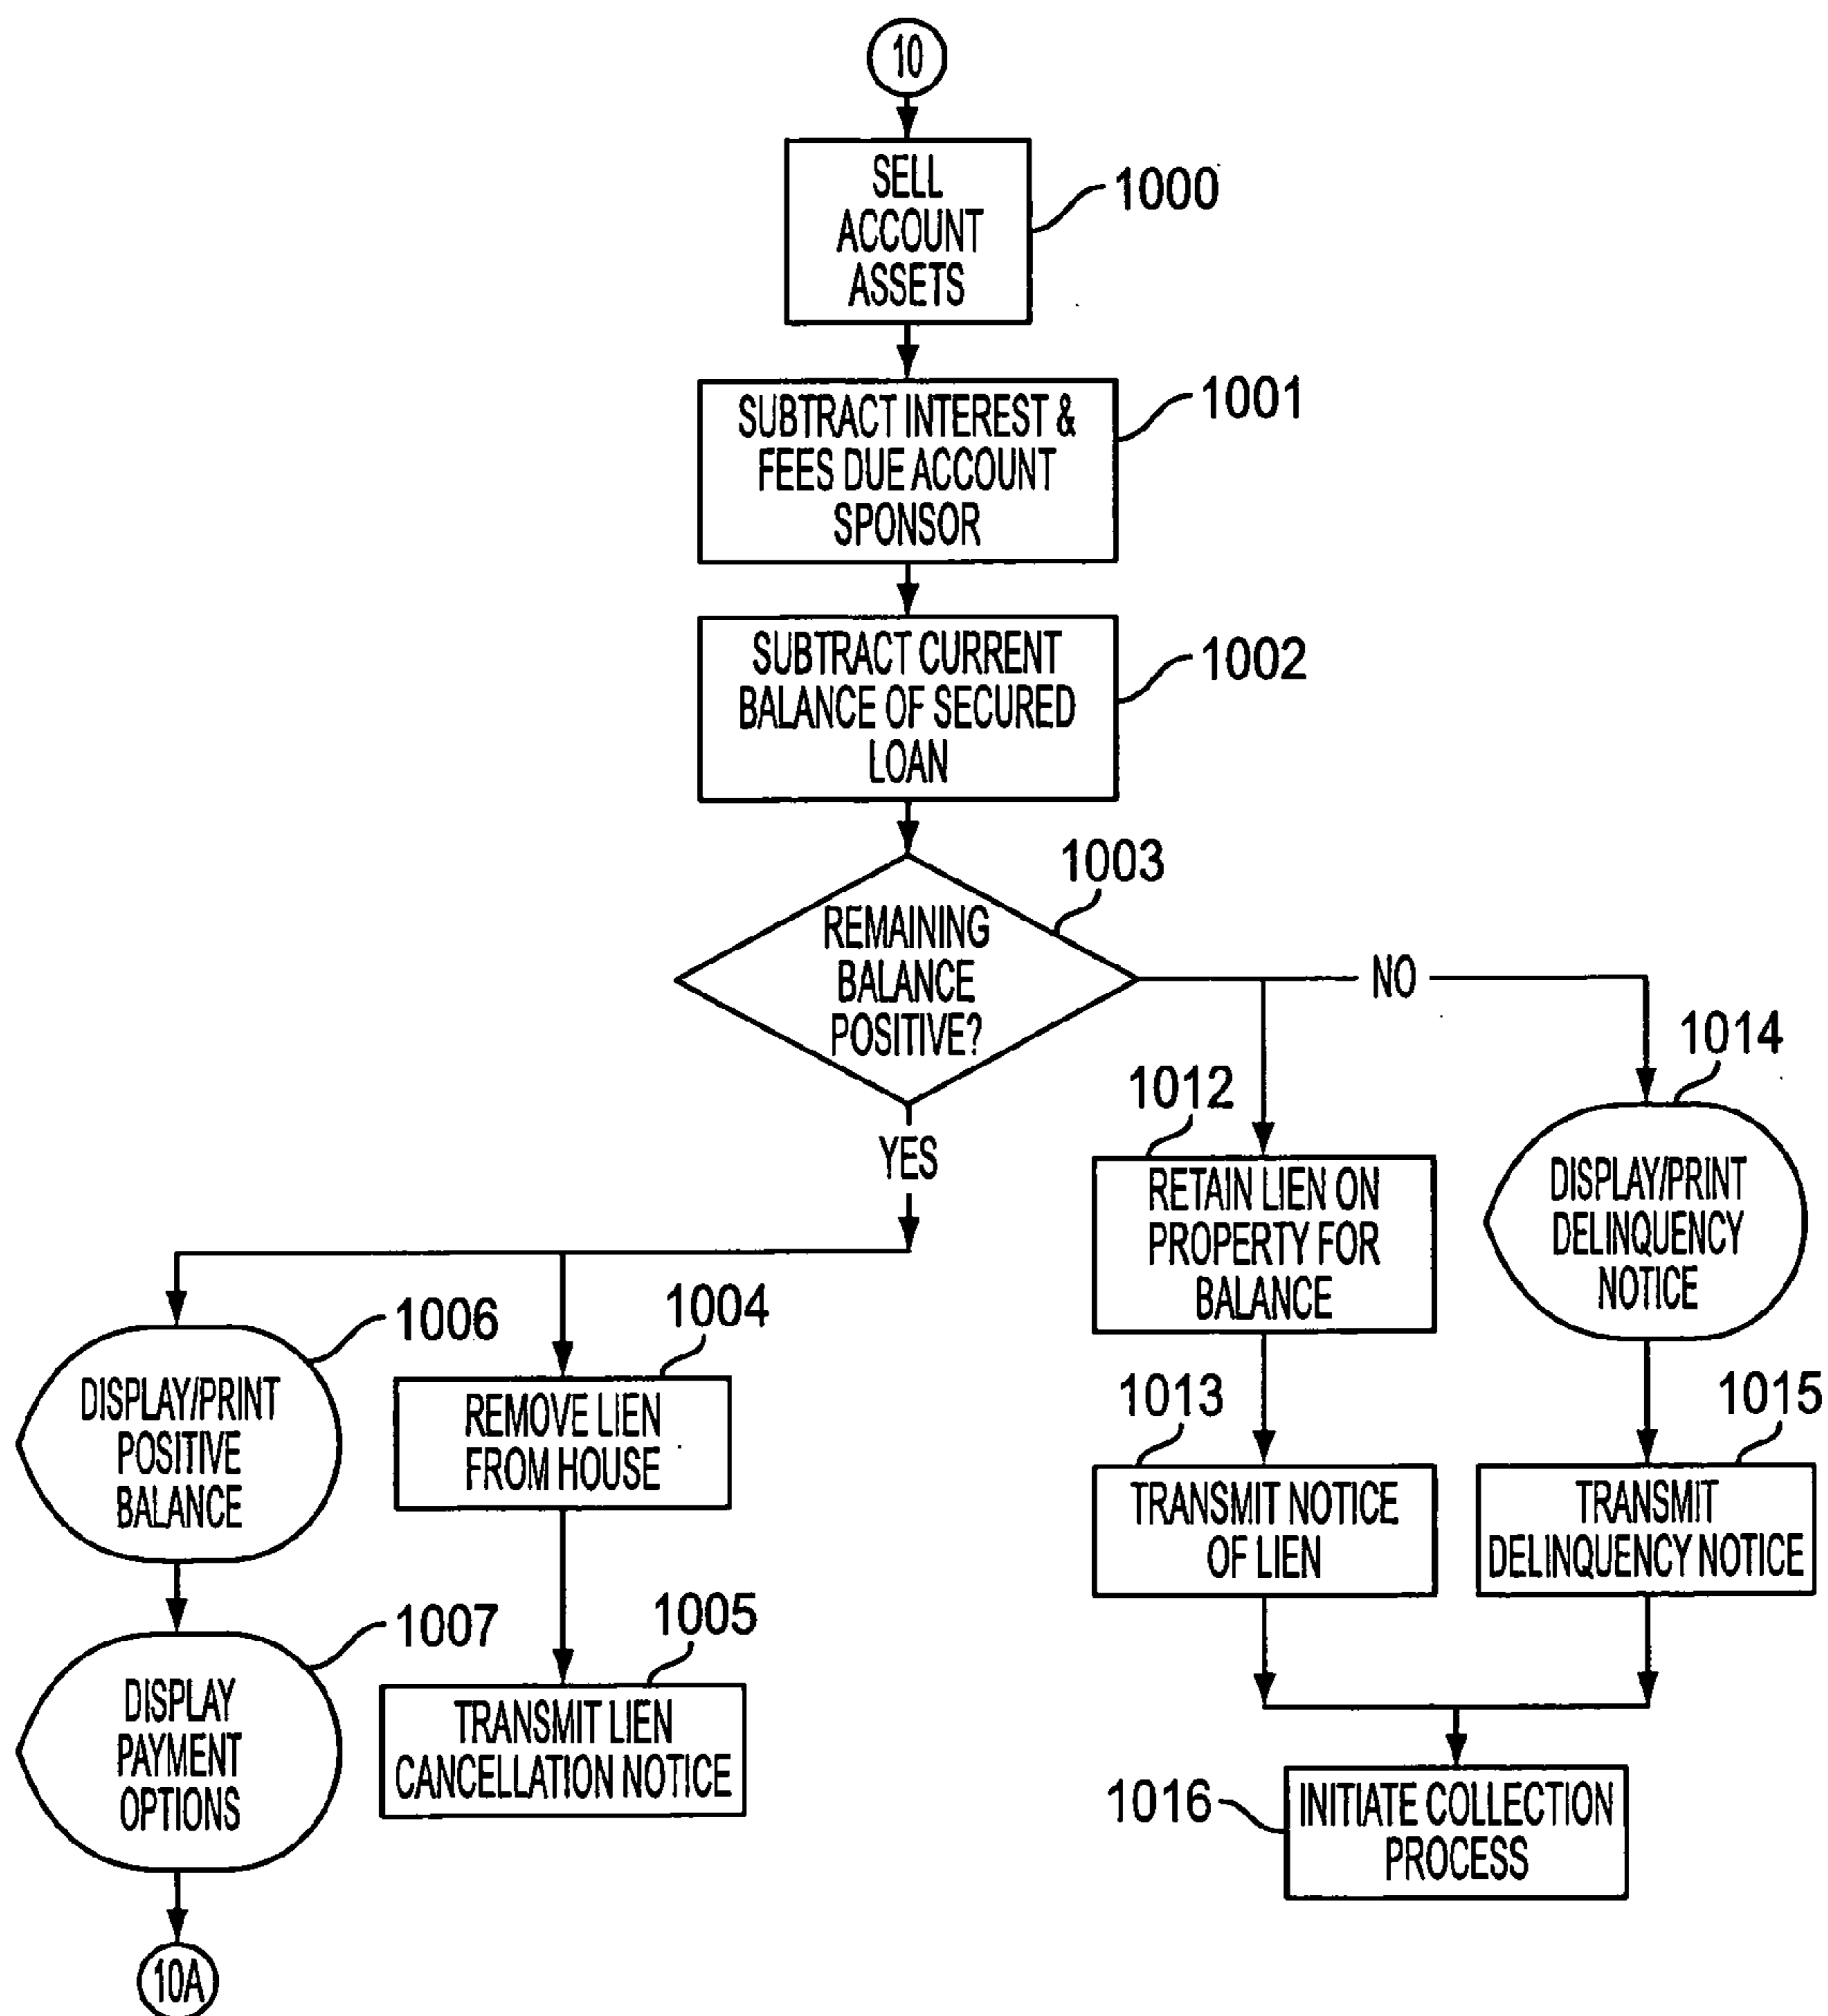 10
SELL
ACCOUNT
ASSETS
1000
SUBTRACT INTEREST &
FEES DUE ACCOUNT
SPONSOR
1001
SUBTRACT CURRENT
BALANCE OF SECURED
LOAN
1002
REMAINING
BALANCE
POSITIVE?
1003
NO
YES
1006
DISPLAY/PRINT
POSITIVE
BALANCE
1007
DISPLAY
PAYMENT
OPTIONS
10A
1004
REMOVE LIEN
FROM HOUSE
1005
TRANSMIT LIEN
CANCELLATION NOTICE
1012
RETAIN LIEN ON
PROPERTY FOR
BALANCE
1013
TRANSMIT NOTICE
OF LIEN
1014
DISPLAY/PRINT
DELINQUENCY
NOTICE
1015
TRANSMIT
DELINQUENCY NOTICE
1016
INITIATE COLLECTION
PROCESS